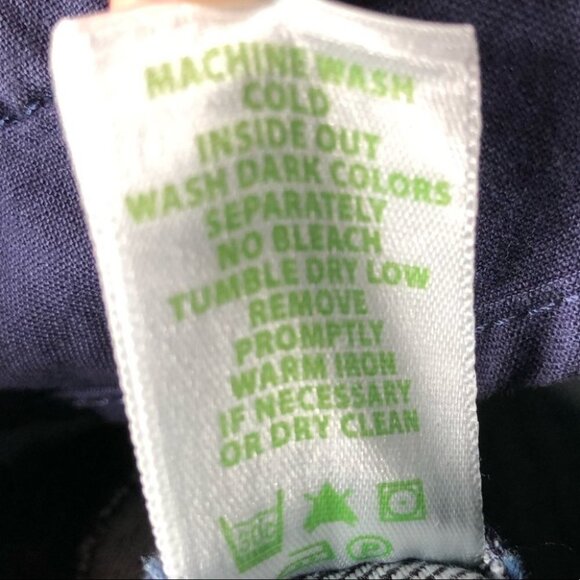 MACHINE WASH
COLD
INSIDE OUT
WASH DARK COLORS
SEPARATELY
NO BLEACH
TUMBLE DRY LOW
REMOVE
PROMPTLY
WARM IRON
IF NECESSARY
OR DRY CLEAN
P